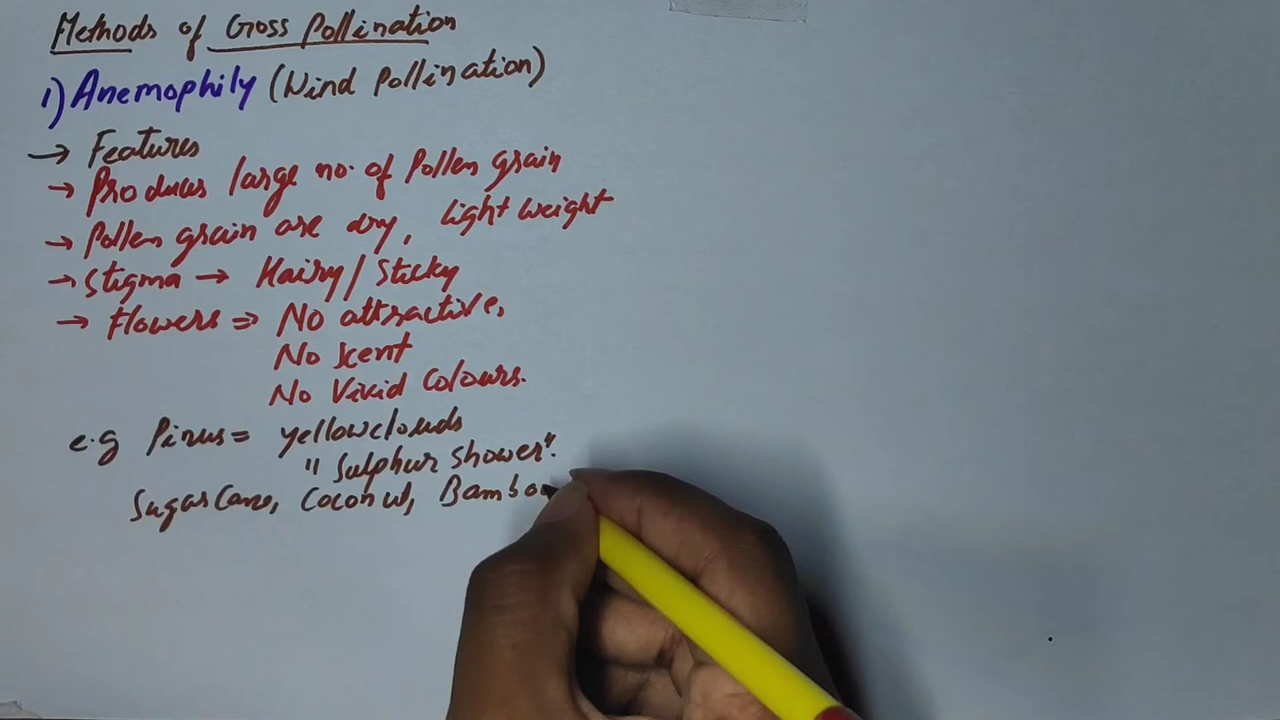 Methods of Cross Pollination
1) Anemophily (Wind Pollination)
→ Features
→ Produces large no. of Pollen grain
→ Pollen grain are dry, light weight
→ Stigma → Hairy/Sticky
→ Flowers ⇒ No attractive,
No scent
No Vivid Colours.
e.g Pinus = yellow clouds
"Sulphur shower".
Sugarcane, Coconut, Bamboo